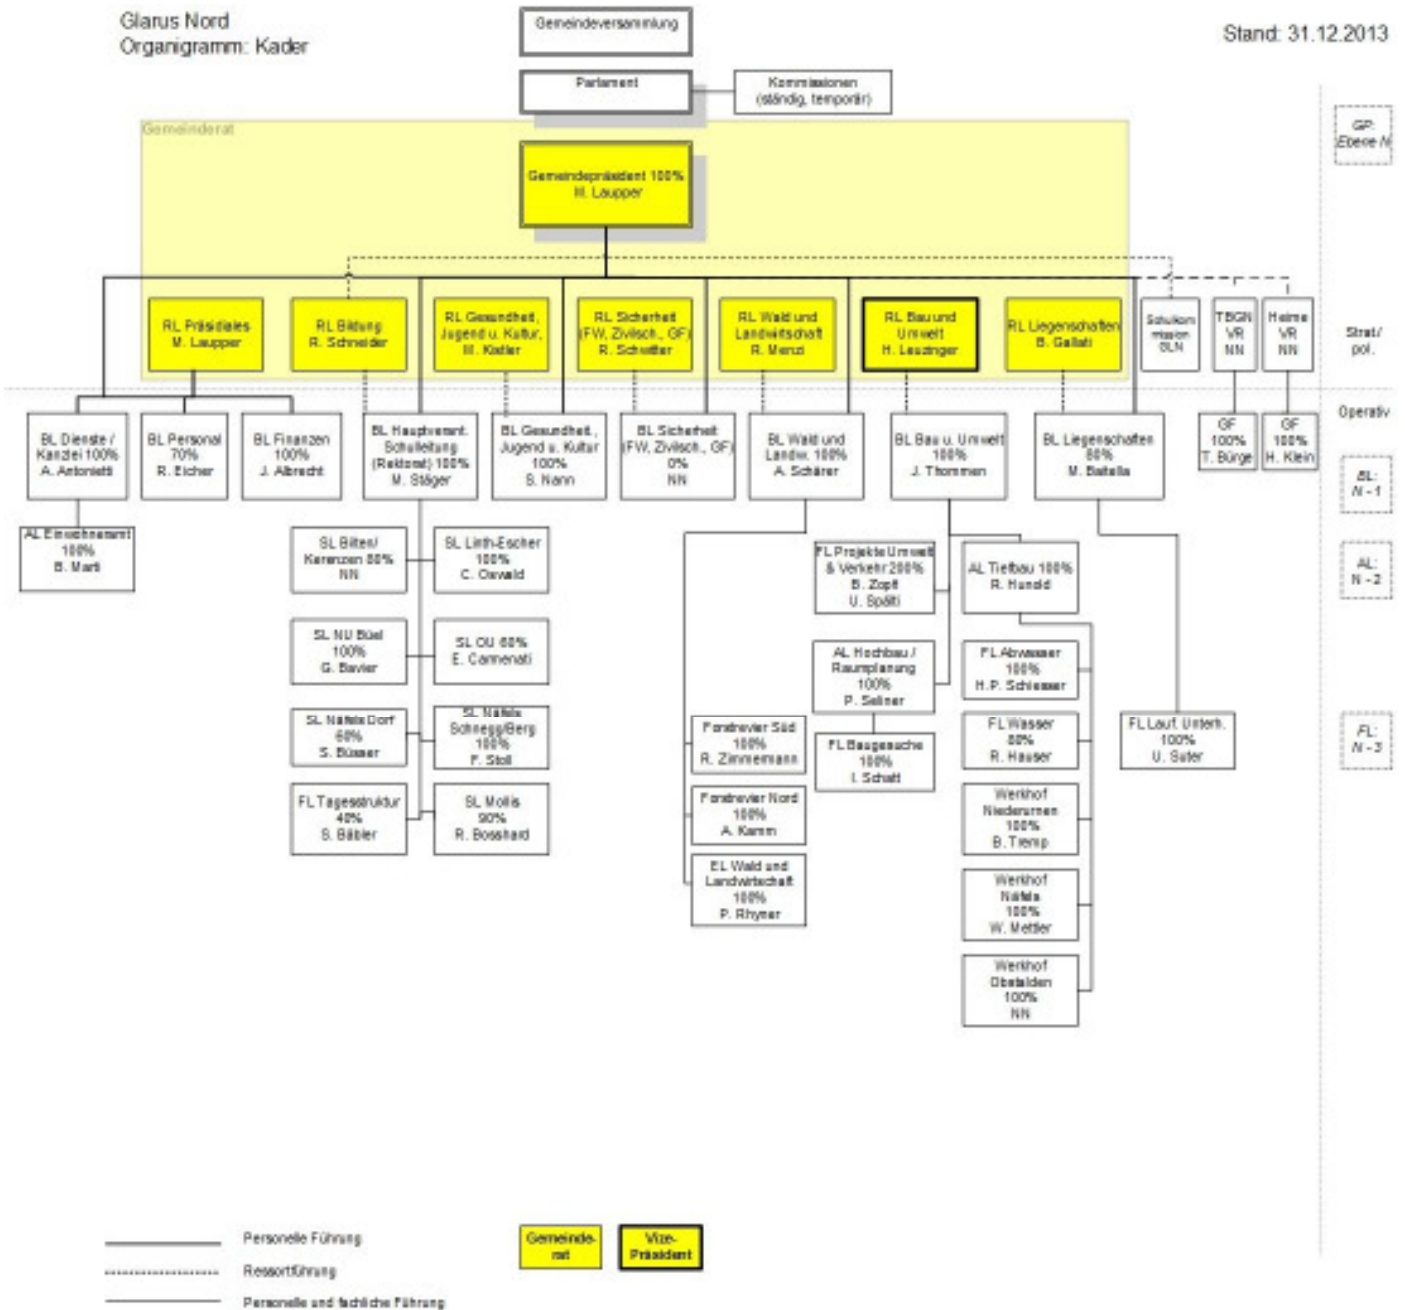 Glarus Nord
Organigramm: Kader
Stand: 31.12.2013
Gemeindeversammlung
Parlament
Kommissionen
(ständig, temporär)
GP:
Ebene N
Gemeinderat
Gemeindepräsident 100%
M. Laupper
RL Präsidiales
M. Laupper
RL Bildung
R. Schneider
RL Gesundheit,
Jugend u. Kultur,
M. Kistler
RL Sicherheit
(FW, Zivilsch., GF)
R. Schwitter
RL Wald und
Landwirtschaft
R. Menzi
RL Bau und
Umwelt
H. Leuzinger
RL Liegenschaften
B. Gallati
Schulkom
mission
GLN
TBGN
VR
NN
Heime
VR
NN
Strat/
pol.
Operativ
BL Dienste /
Kanzlei 100%
A. Antonietti
BL Personal
70%
R. Eicher
BL Finanzen
100%
J. Albrecht
BL Hauptverant.
Schulleitung
(Rektorat) 100%
M. Stäger
BL Gesundheit,
Jugend u. Kultur
100%
S. Nann
BL Sicherheit
(FW, Zivilsch., GF)
0%
NN
BL Wald und
Landw. 100%
A. Schärer
BL Bau u. Umwelt
100%
J. Thommen
BL Liegenschaften
80%
M. Baitella
GF
100%
T. Bürge
GF
100%
H. Klein
BL:
N - 1
AL Einwohneramt
100%
B. Marti
SL Bilten/
Kerenzen 80%
NN
SL Linth-Escher
100%
C. Oswald
FL Projekte Umwelt
& Verkehr 200%
B. Zopfi
U. Spälti
AL Tiefbau 100%
R. Hunold
AL:
N - 2
SL NU Büel
100%
G. Bavier
SL OU 60%
E. Carmenati
AL Hochbau /
Raumplanung
100%
P. Seliner
FL Abwasser
100%
H.P. Schiesser
SL Näfels Dorf
60%
S. Büsser
SL Näfels
Schnegg/Berg
100%
F. Stoll
Forstrevier Süd
100%
R. Zimmermann
FL Baugesuche
100%
I. Schatt
FL Wasser
80%
R. Hauser
FL Lauf. Unterh.
100%
U. Suter
FL:
N - 3
FL Tagesstruktur
40%
S. Bäbler
SL Mollis
90%
R. Bosshard
Forstrevier Nord
100%
A. Kamm
Werkhof
Niederurnen
100%
B. Tremp
EL Wald und
Landwirtschaft
100%
P. Rhyner
Werkhof
Näfels
100%
W. Mettler
Werkhof
Obstalden
100%
NN
Personelle Führung
Ressortführung
Personelle und fachliche Führung
Gemeinde-
rat
Vize-
Präsident